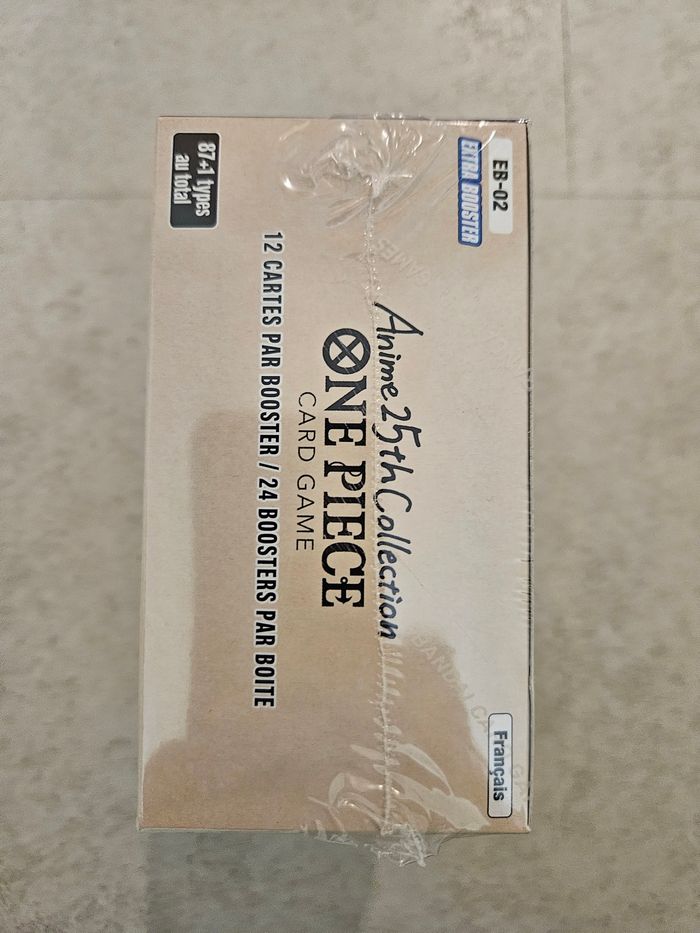 EB-02
EXTRA BOOSTER
Français
Anime 25th Collection
ONE PIECE
CARD GAME
12 CARTES PAR BOOSTER / 24 BOOSTERS PAR BOITE
87+1 types
au total